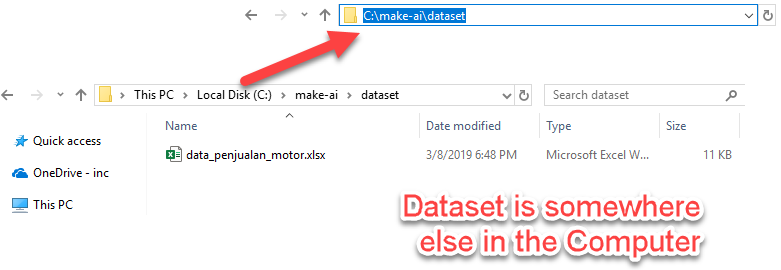 C:\make-ai\dataset
This PC Local Disk (C:) make-ai dataset Search dataset
Name Date modified Type Size
Quick access
data_penjualan_motor.xlsx 3/8/2019 6:48 PM Microsoft Excel W... 11 KB
OneDrive - inc
This PC
Dataset is somewhere
else in the Computer